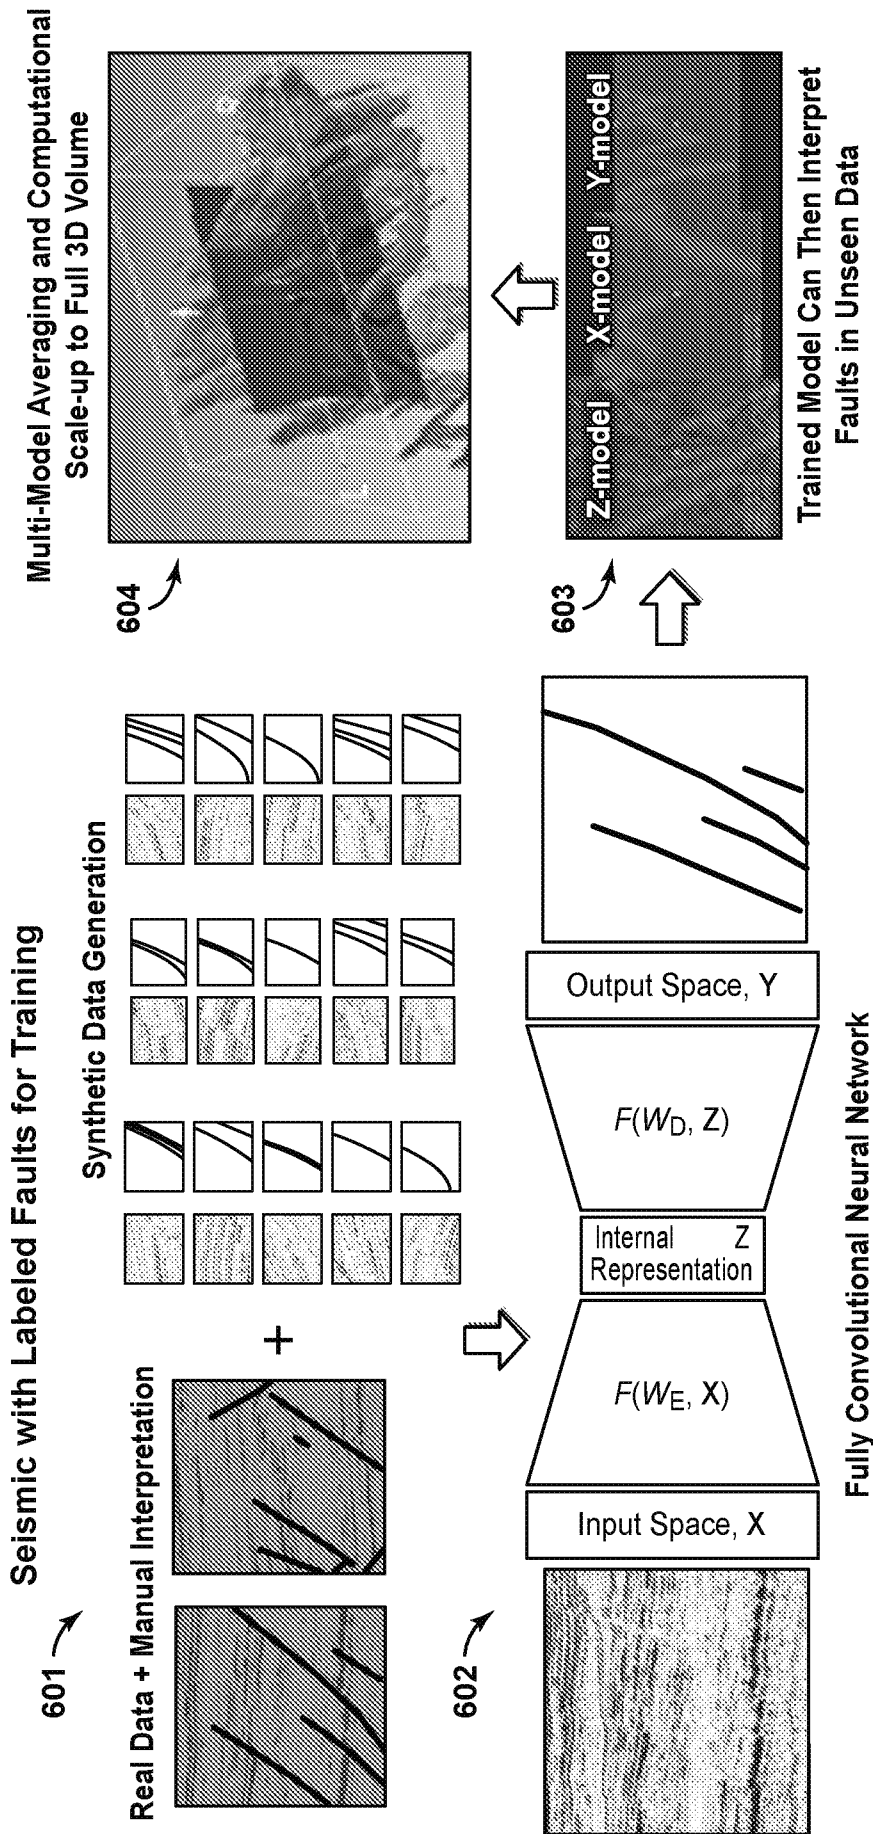 Seismic with Labeled Faults for Training
601
Real Data + Manual Interpretation
+
Synthetic Data Generation
602
Input Space, X
F(W_E, X)
Internal Z
Representation
F(W_D, Z)
Output Space, Y
Fully Convolutional Neural Network
Multi-Model Averaging and Computational
Scale-up to Full 3D Volume
604
603
Z-model X-model Y-model
Trained Model Can Then Interpret
Faults in Unseen Data